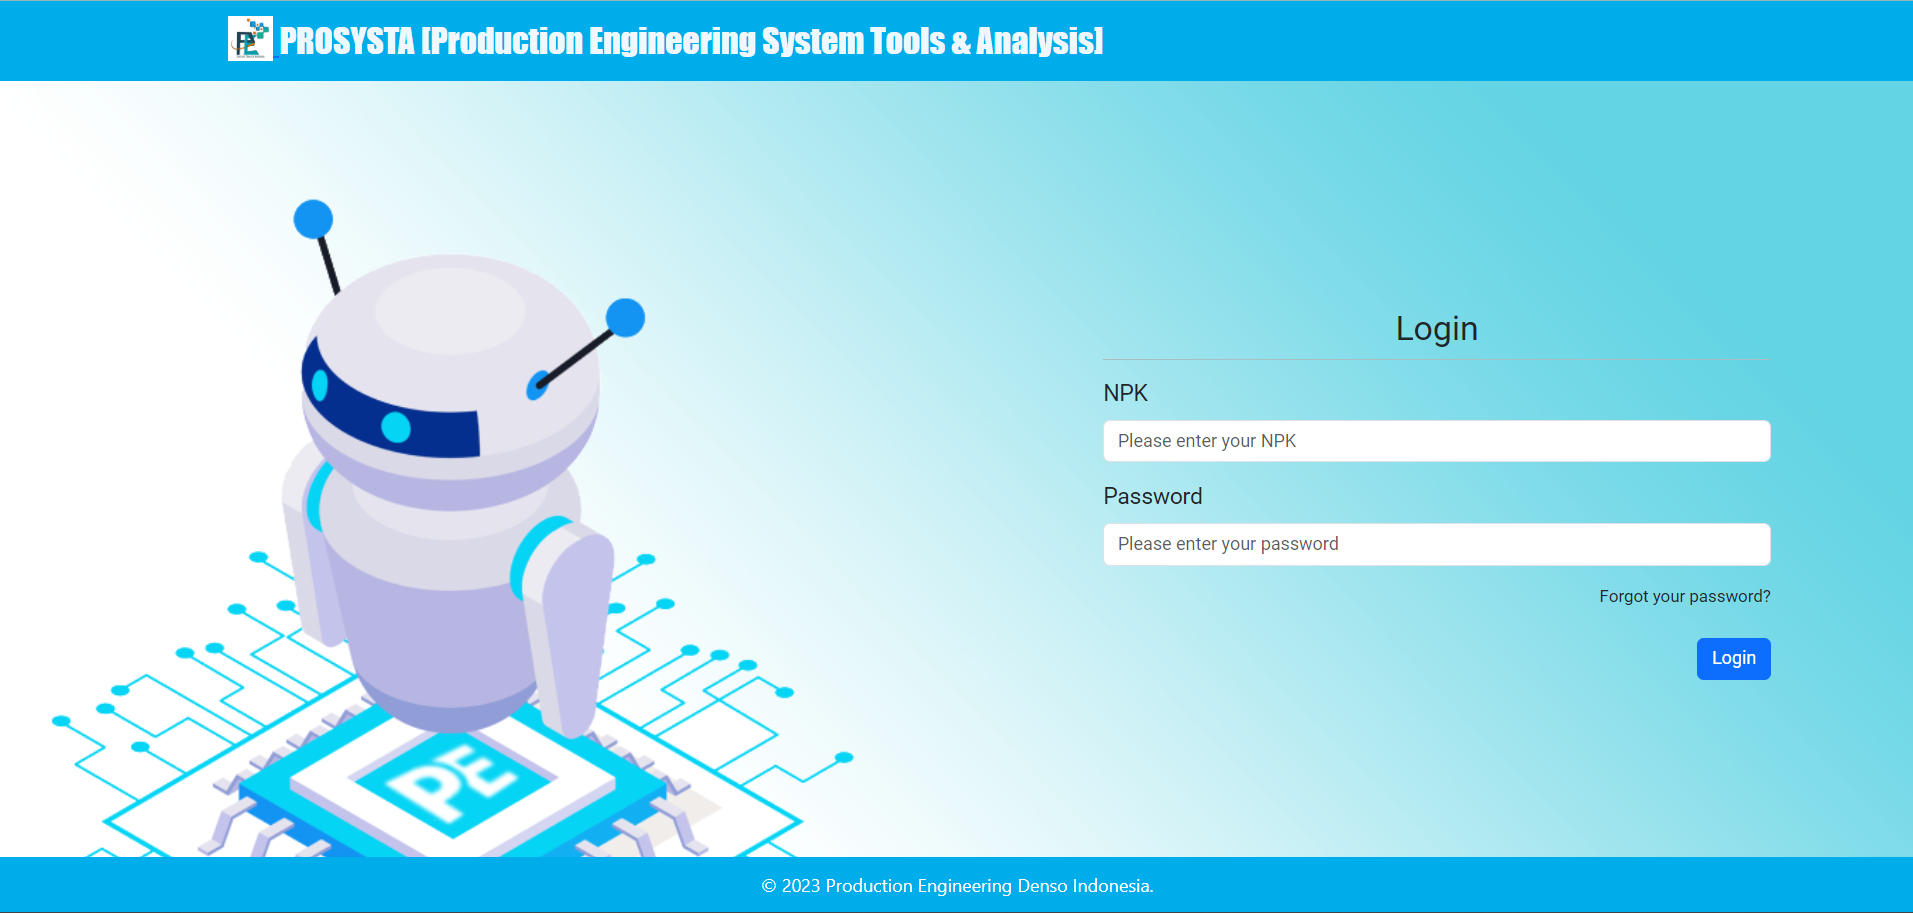 PE
PROSYSTA [Production Engineering System Tools & Analysis]
Login
NPK
Please enter your NPK
Password
Please enter your password
Forgot your password?
Login
PE
© 2023 Production Engineering Denso Indonesia.